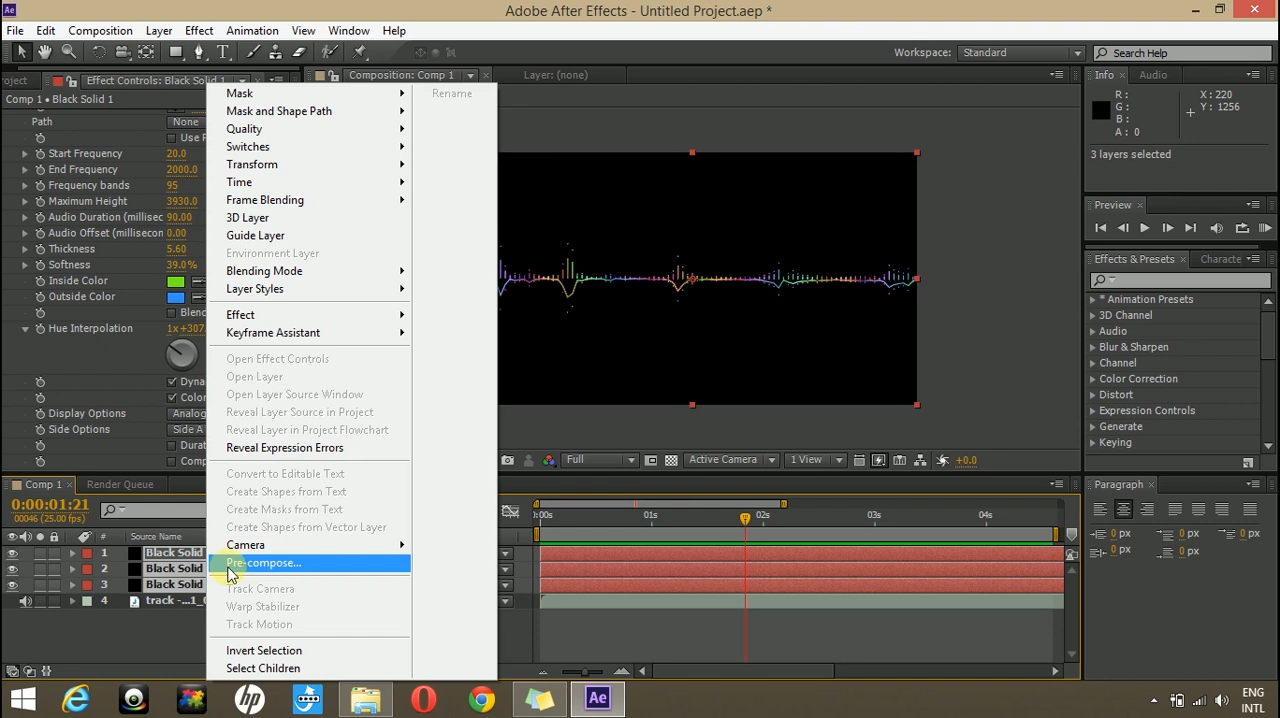 Adobe After Effects - Untitled Project.aep *
File Edit Composition Layer Effect Animation View Window Help
Workspace: Standard Search Help
roject Effect Controls: Black Solid 1 Composition: Comp 1 Layer: (none) Info Audio
Comp 1 • Black Solid 1
Path None
Use P
Start Frequency 20.0
End Frequency 2000.0
Frequency bands 95
Maximum Height 3930.0
Audio Duration (millisec 90.00
Audio Offset (millisecon 0.00
Thickness 5.60
Softness 39.0%
Inside Color
Outside Color
Blend
Hue Interpolation 1x+307.
Dyna
Color
Display Options Analog
Side Options Side A
Durat
Comp
Mask Rename
Mask and Shape Path
Quality
Switches
Transform
Time
Frame Blending
3D Layer
Guide Layer
Environment Layer
Blending Mode
Layer Styles
Effect
Keyframe Assistant
Open Effect Controls
Open Layer
Open Layer Source Window
Reveal Layer Source in Project
Reveal Layer in Project Flowchart
Reveal Expression Errors
Convert to Editable Text
Create Shapes from Text
Create Masks from Text
Create Shapes from Vector Layer
Camera
Pre-compose...
Track Camera
Warp Stabilizer
Track Motion
Invert Selection
Select Children
R: X: 220
G: Y: 1256
B:
A: 0
3 layers selected
Preview
Effects & Presets Characte
* Animation Presets
3D Channel
Audio
Blur & Sharpen
Channel
Color Correction
Distort
Expression Controls
Generate
Keying
Full Active Camera 1 View +0.0
Comp 1 Render Queue Paragraph
0:00:01:21
00046 (25.00 fps)
# Source Name
):00s 01s 02s 03s 04s
1 Black Solid
2 Black Solid
3 Black Solid
4 track -...1_0
0 px 0 px 0 px
0 px 0 px
ENG
INTL